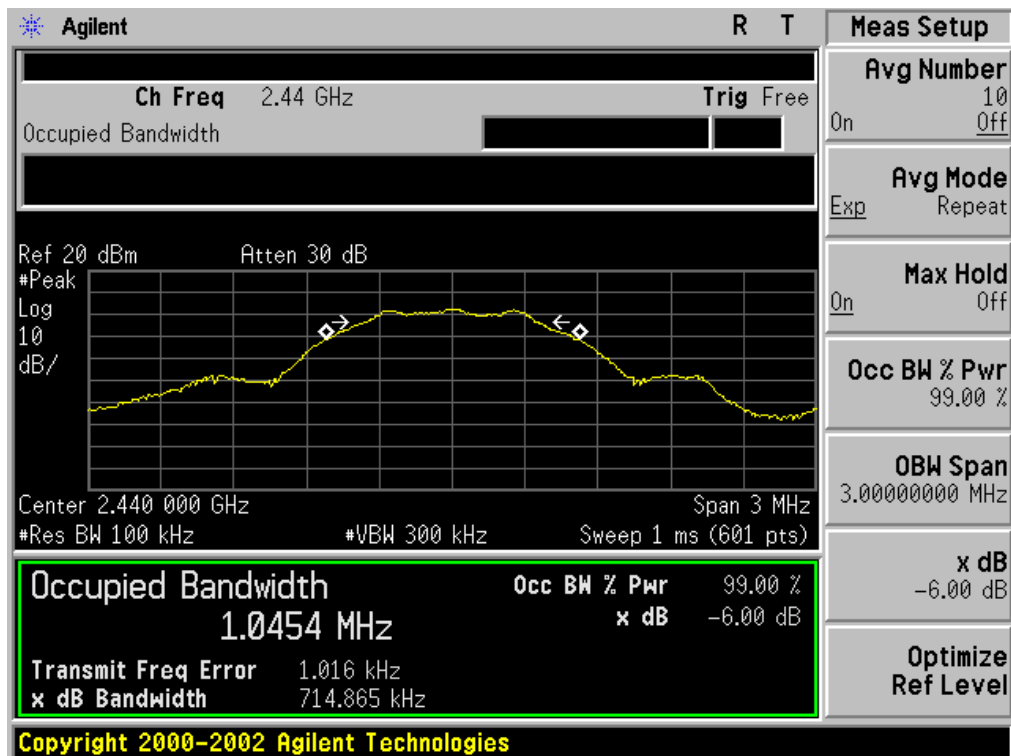 Agilent R T
Meas Setup
Ch Freq 2.44 GHz Trig Free
Occupied Bandwidth
Avg Number
10
On Off
Avg Mode
Exp Repeat
Max Hold
On Off
Occ BW % Pwr
99.00 %
OBW Span
3.00000000 MHz
x dB
-6.00 dB
Optimize
Ref Level
Ref 20 dBm Atten 30 dB
#Peak
Log
10
dB/
Center 2.440 000 GHz Span 3 MHz
#Res BW 100 kHz #VBW 300 kHz Sweep 1 ms (601 pts)
Occupied Bandwidth Occ BW % Pwr 99.00 %
1.0454 MHz x dB -6.00 dB
Transmit Freq Error 1.016 kHz
x dB Bandwidth 714.865 kHz
Copyright 2000-2002 Agilent Technologies